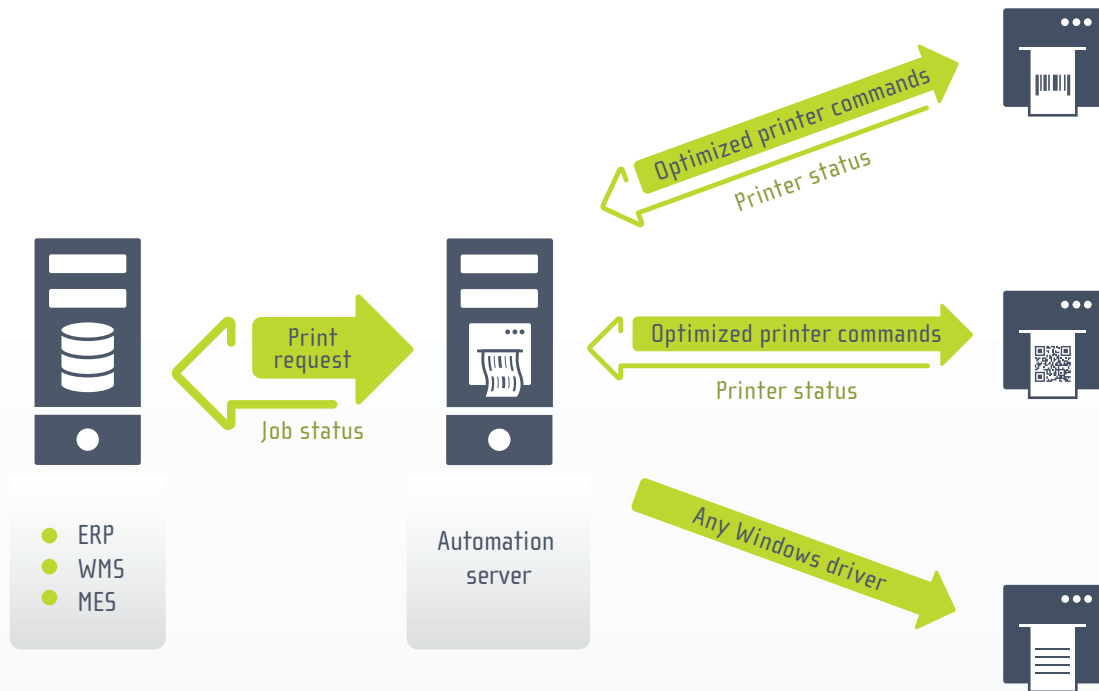 Optimized printer commands
Printer status
Print
request
Job status
Optimized printer commands
Printer status
Any Windows driver
ERP
WMS
MES
Automation
server